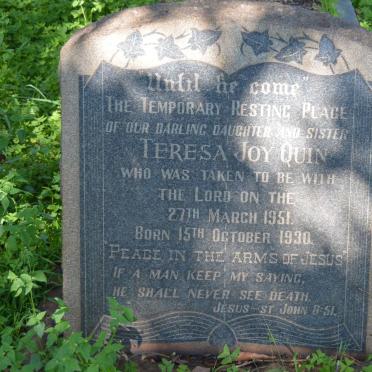 "Until he come"
THE TEMPORARY RESTING PLACE
OF OUR DARLING DAUGHTER AND SISTER
TERESA JOY QUIN
WHO WAS TAKEN TO BE WITH
THE LORD ON THE
27TH MARCH 1951.
BORN 15TH OCTOBER 1930.
"PEACE IN THE ARMS OF JESUS"
IF A MAN KEEP MY SAYING,
HE SHALL NEVER SEE DEATH.
JESUS - ST JOHN 8-51.